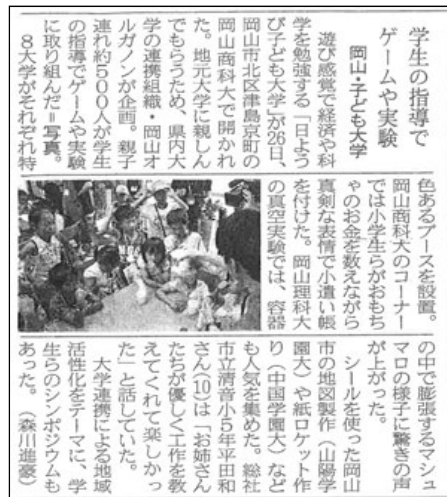 学生の指導で
ゲームや実験
岡山・子ども大学
遊び感覚で経済や科
学を勉強する「日よう
び子ども大学」が26日、
岡山市北区津島京町の
岡山商科大で開かれ
た。地元大学に親しん
でもらうため、県内大
学の連携組織・岡山オ
ルガノンが企画。親子
連れ約500人が学生
の指導でゲームや実験
に取り組んだ＝写真。
８大学がそれぞれ特
色あるブースを設置。
岡山商科大のコーナー
では小学生らがおもち
ゃのお金を数えながら
真剣な表情で小遣い帳
を付けた。岡山理科大
の真空実験では、容器
の中で膨張するマシュ
マロの様子に驚きの声
が上がった。
シールを使った岡山
市の地図製作（山陽学
園大）や紙ロケット作
り（中国学園大）など
も人気を集めた。総社
市立清音小5年平田和
さん(10)は「お姉さん
たちが優しく工作を教
えてくれて楽しかっ
た」と話していた。
大学連携による地域
活性化をテーマに、学
生らのシンポジウムも
あった。（森川進豪）